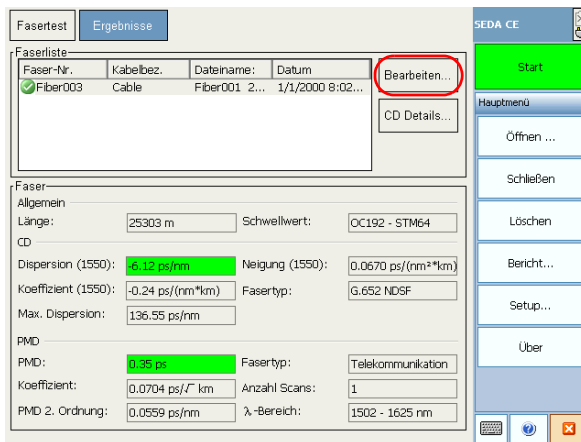 Fasertest Ergebnisse
Faserliste
Faser-Nr. Kabelbez. Dateiname: Datum
Fiber003 Cable Fiber001 2... 1/1/2000 8:02...
Bearbeiten...
CD Details...
Faser
Allgemein
Länge: 25303 m Schwellwert: OC192 - STM64
CD
Dispersion (1550): -6.12 ps/nm Neigung (1550): 0.0670 ps/(nm²*km)
Koeffizient (1550): -0.24 ps/(nm*km) Fasertyp: G.652 NDSF
Max. Dispersion: 136.55 ps/nm
PMD
PMD: 0.35 ps Fasertyp: Telekommunikation
Koeffizient: 0.0704 ps/√ km Anzahl Scans: 1
PMD 2. Ordnung: 0.0559 ps/nm λ-Bereich: 1502 - 1625 nm
SEDA CE
Start
Hauptmenü
Öffnen ...
Schließen
Löschen
Bericht...
Setup...
Über